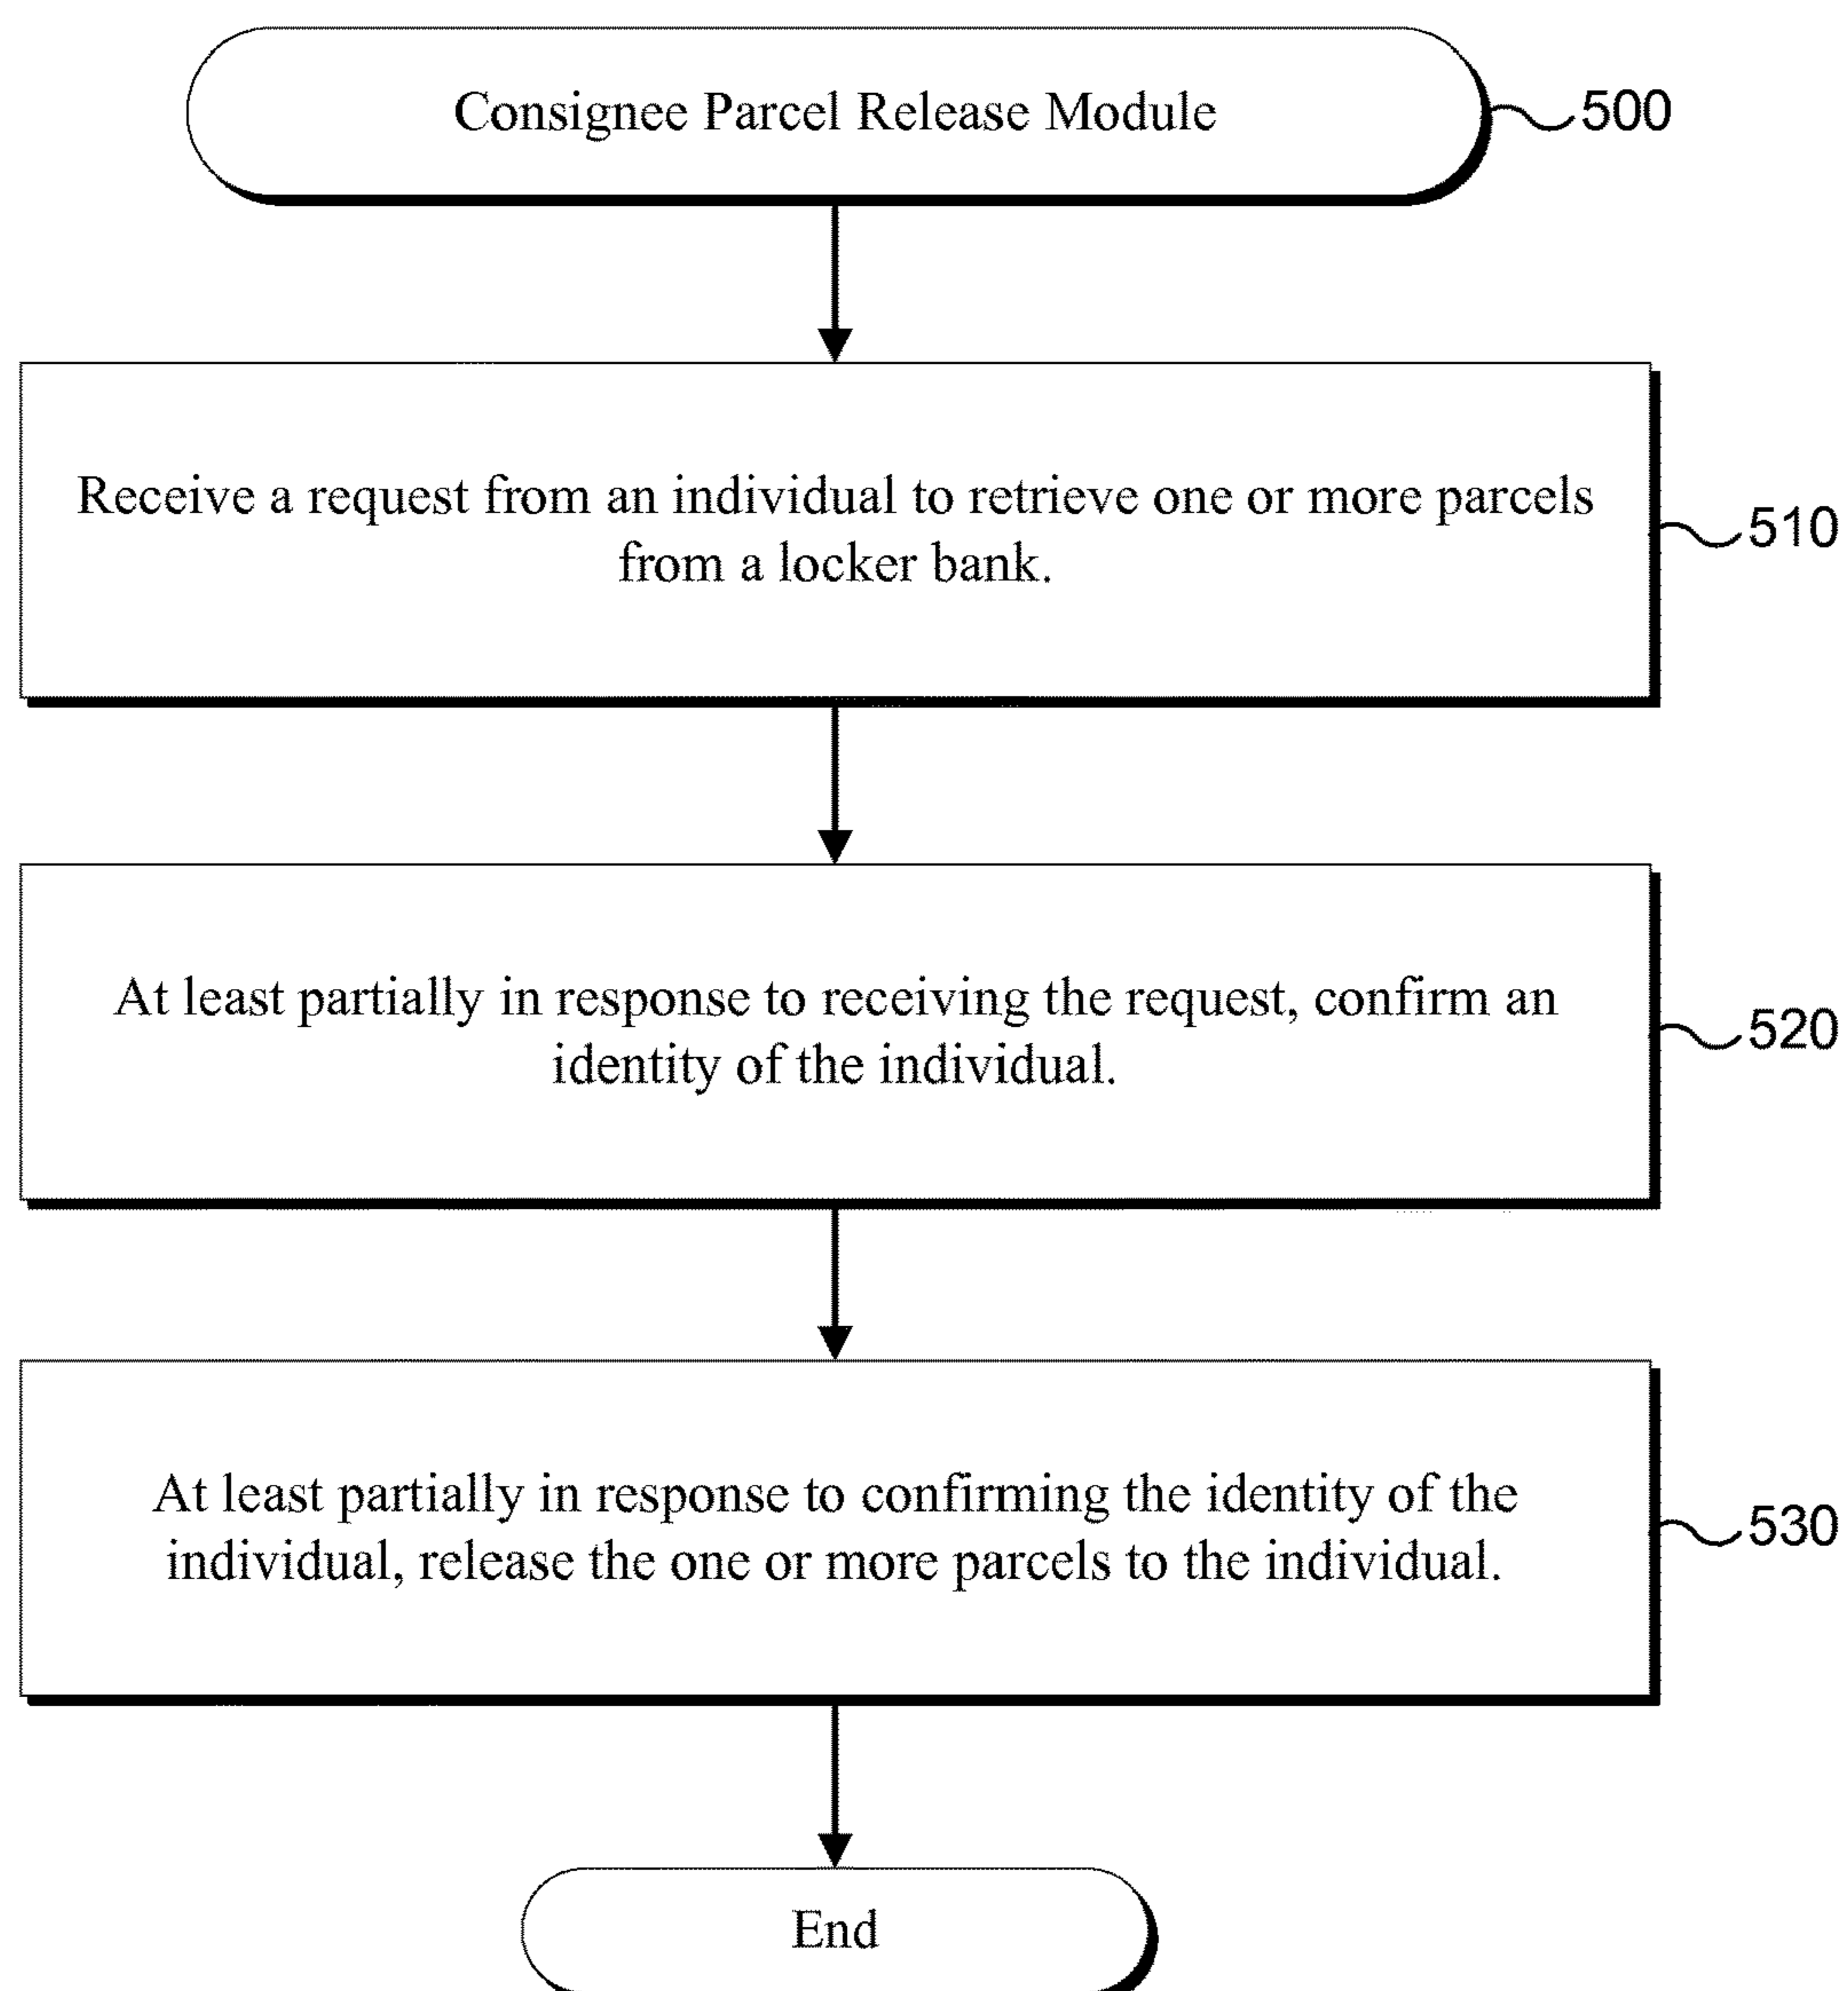 Consignee Parcel Release Module
500
Receive a request from an individual to retrieve one or more parcels
from a locker bank.
510
At least partially in response to receiving the request, confirm an
identity of the individual.
520
At least partially in response to confirming the identity of the
individual, release the one or more parcels to the individual.
530
End